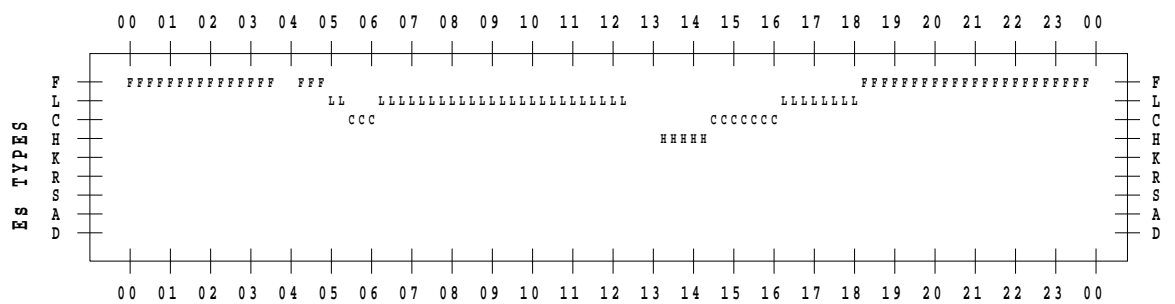 00 01 02 03 04 05 06 07 08 09 10 11 12 13 14 15 16 17 18 19 20 21 22 23 00
Es TYPES
F FFFFFFFFFFFFFFF FFF FFFFFFFFFFFFFFFFFFFFFFF F
L LL LLLLLLLLLLLLLLLLLLLLLLLLL LLLLLLLL L
C CCC CCCCCCC C
H HHHHH H
K K
R R
S S
A A
D D
00 01 02 03 04 05 06 07 08 09 10 11 12 13 14 15 16 17 18 19 20 21 22 23 00